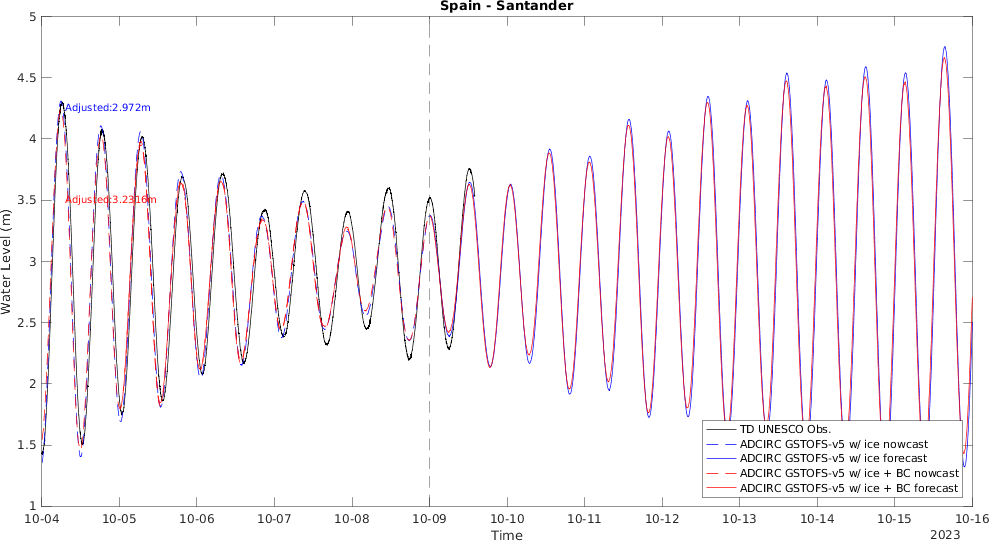 Spain - Santander
5
4.5
4
3.5
3
2.5
2
1.5
1
Water Level (m)
Adjusted:2.972m
Adjusted:3.2316m
TD UNESCO Obs.
ADCIRC GSTOFS-v5 w/ ice nowcast
ADCIRC GSTOFS-v5 w/ ice forecast
ADCIRC GSTOFS-v5 w/ ice + BC nowcast
ADCIRC GSTOFS-v5 w/ ice + BC forecast
10-04 10-05 10-06 10-07 10-08 10-09 10-10 10-11 10-12 10-13 10-14 10-15 10-16
Time
2023